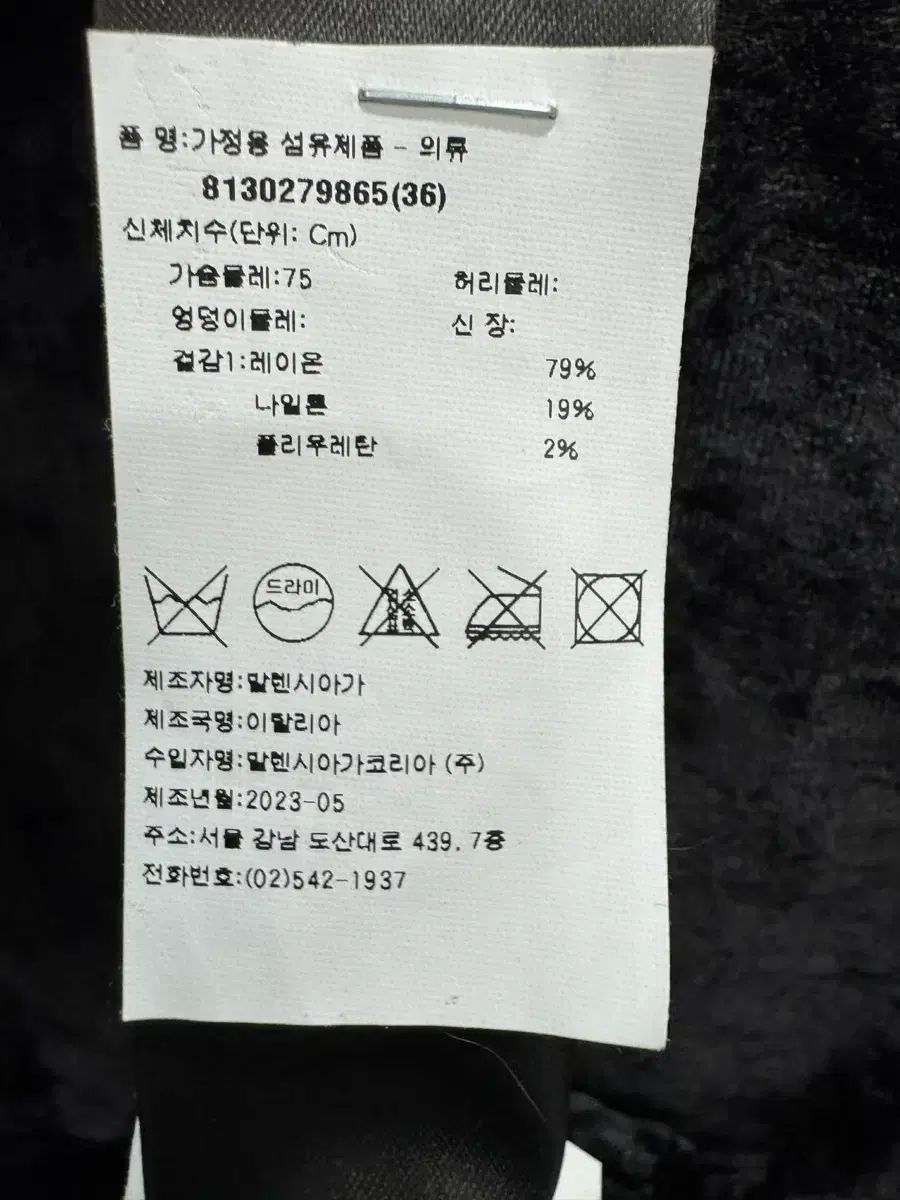 품 명:가정용 섬유제품 - 의류
8130279865(36)
신체치수(단위: Cm)
가슴둘레:75 허리둘레:
엉덩이둘레: 신 장:
겉감1:레이온 79%
나일론 19%
폴리우레탄 2%
드라이
제조자명:발렌시아가
제조국명:이탈리아
수입자명:발렌시아가코리아 (주)
제조년월:2023-05
주소:서울 강남 도산대로 439, 7층
전화번호:(02)542-1937